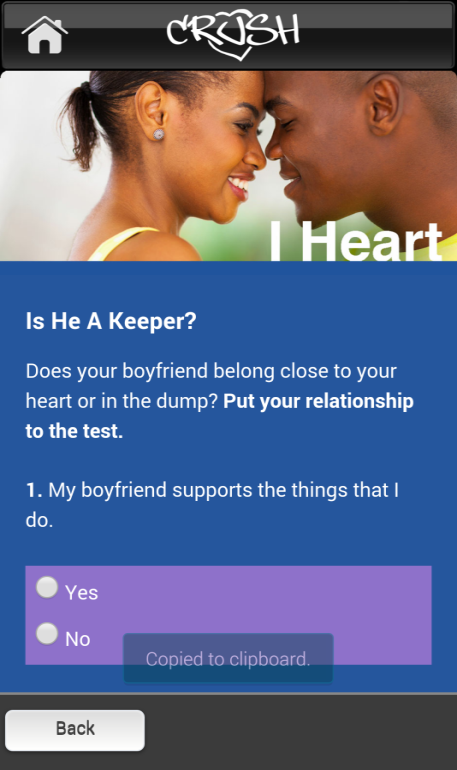 CRUSH
I Heart
Is He A Keeper?
Does your boyfriend belong close to your
heart or in the dump? Put your relationship
to the test.
1. My boyfriend supports the things that I
do.
Yes
No
Copied to clipboard.
Back